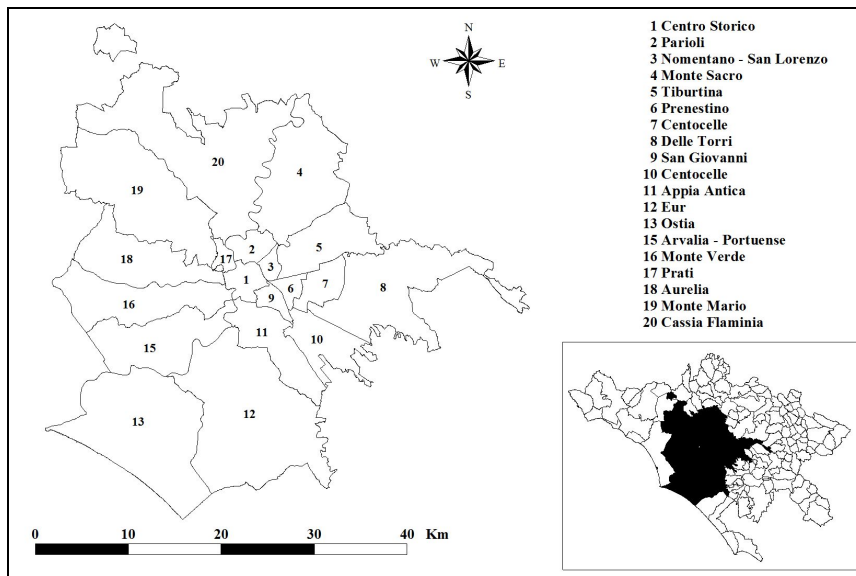 N
W E
S
1 Centro Storico
2 Parioli
3 Nomentano - San Lorenzo
4 Monte Sacro
5 Tiburtina
6 Prenestino
7 Centocelle
8 Delle Torri
9 San Giovanni
10 Centocelle
11 Appia Antica
12 Eur
13 Ostia
15 Arvalia - Portuense
16 Monte Verde
17 Prati
18 Aurelia
19 Monte Mario
20 Cassia Flaminia
20
4
19
2
5
18
17
3
1
6
7
8
9
16
11
10
15
12
13
0 10 20 30 40 Km